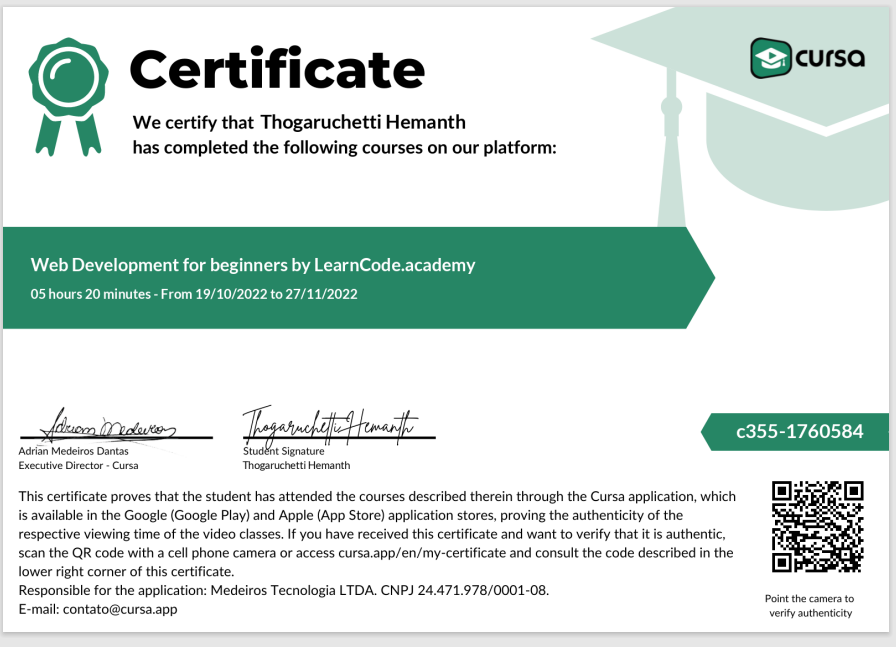 Certificate
cursa
We certify that Thogaruchetti Hemanth
has completed the following courses on our platform:
Web Development for beginners by LearnCode.academy
05 hours 20 minutes - From 19/10/2022 to 27/11/2022
Adrian Medeiros
Thogaruchetti Hemanth
Adrian Medeiros Dantas
Executive Director - Cursa
Student Signature
Thogaruchetti Hemanth
c355-1760584
This certificate proves that the student has attended the courses described therein through the Cursa application, which
is available in the Google (Google Play) and Apple (App Store) application stores, proving the authenticity of the
respective viewing time of the video classes. If you have received this certificate and want to verify that it is authentic,
scan the QR code with a cell phone camera or access cursa.app/en/my-certificate and consult the code described in the
lower right corner of this certificate.
Responsible for the application: Medeiros Tecnologia LTDA. CNPJ 24.471.978/0001-08.
E-mail: contato@cursa.app
Point the camera to
verify authenticity